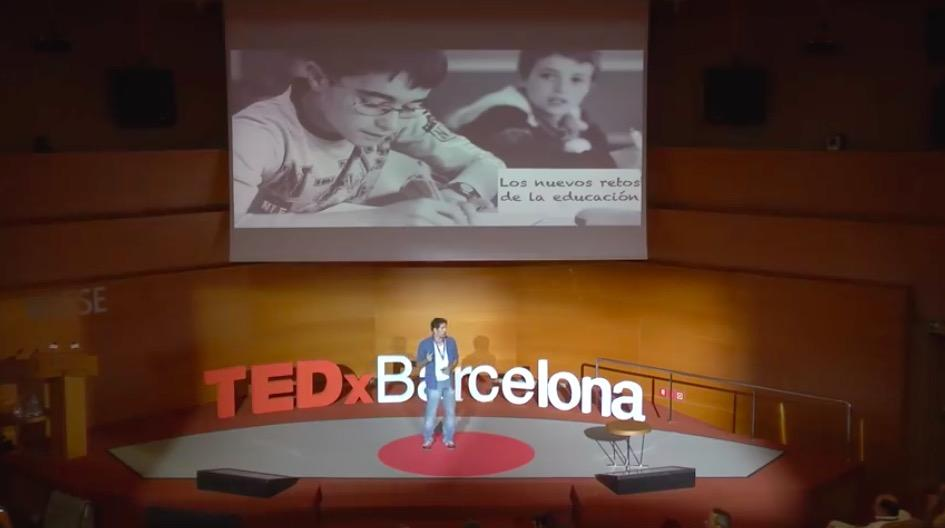 Los nuevos retos
de la educación
TEDxBarcelona